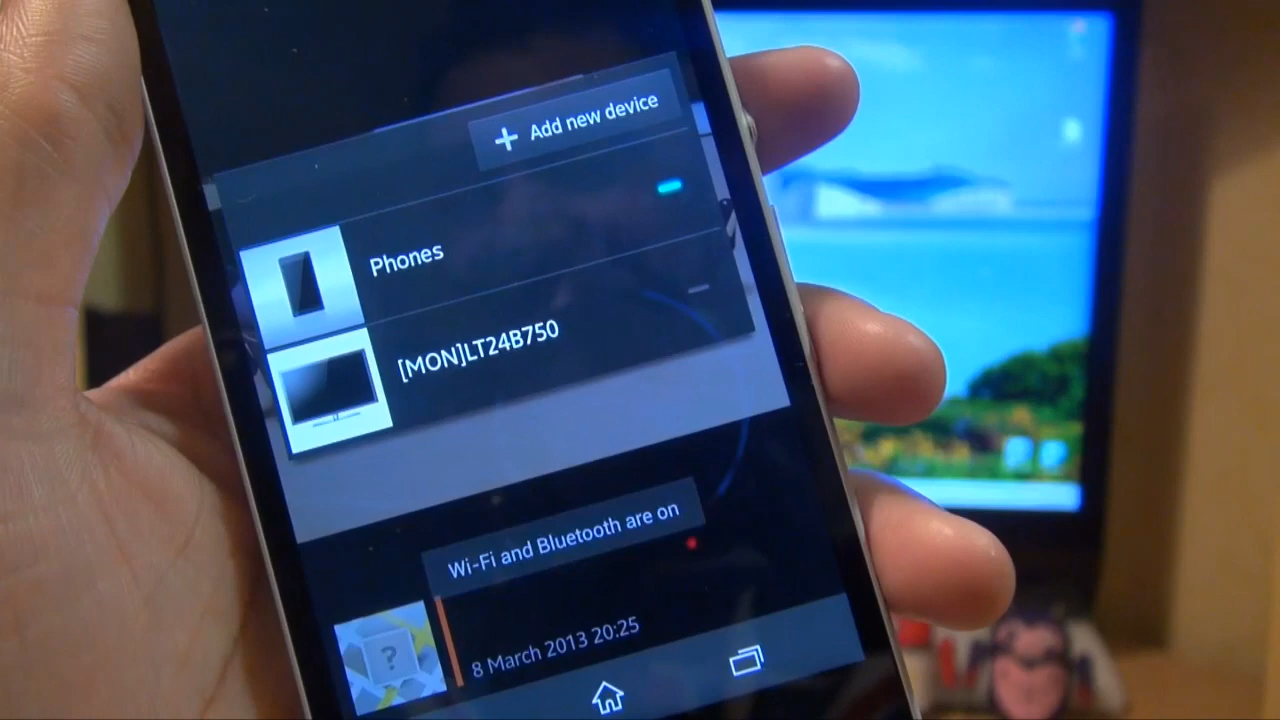 Add new device
Phones
[MON]LT24B750
Wi-Fi and Bluetooth are on
8 March 2013 20:25
?